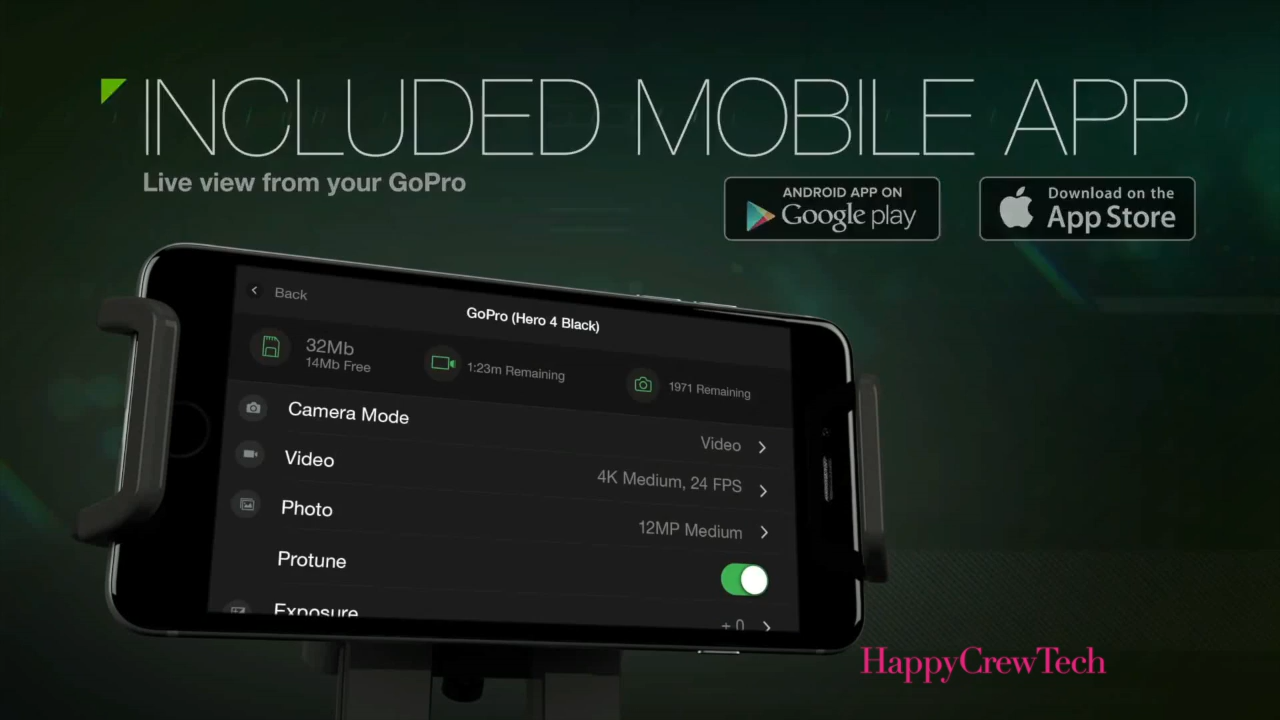 INCLUDED MOBILE APP
Live view from your GoPro
ANDROID APP ON
Google play
Download on the
App Store
Back
GoPro (Hero 4 Black)
32Mb
14Mb Free
1:23m Remaining
1971 Remaining
Camera Mode
Video
Video
4K Medium, 24 FPS
Photo
12MP Medium
Protune
Exposure
± 0
HappyCrewTech